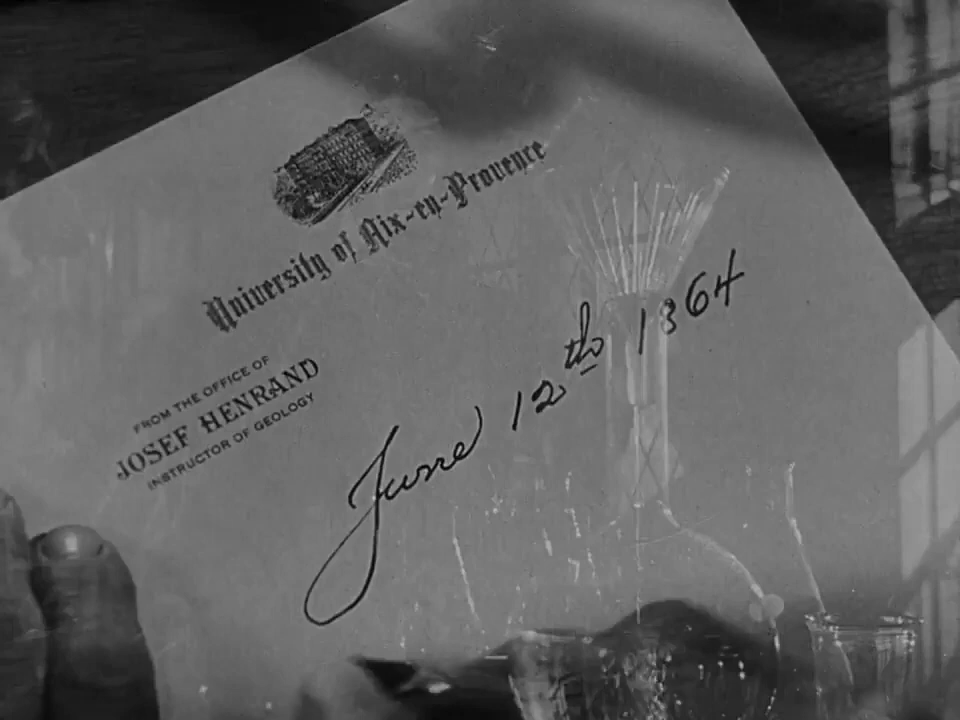 University of Aix-en-Provence
FROM THE OFFICE OF
JOSEF HENRAND
INSTRUCTOR OF GEOLOGY
June 12th 1864